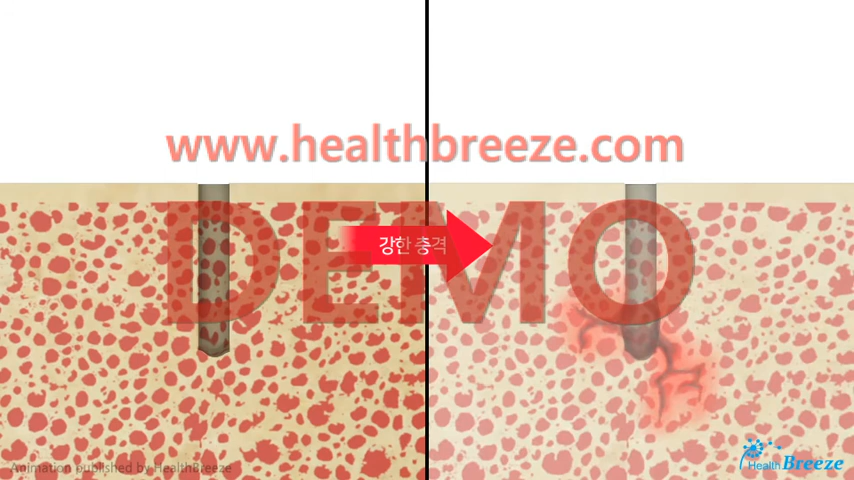 www.healthbreeze.com
DEMO
강한 충격
Animation published by HealthBreeze
Health Breeze